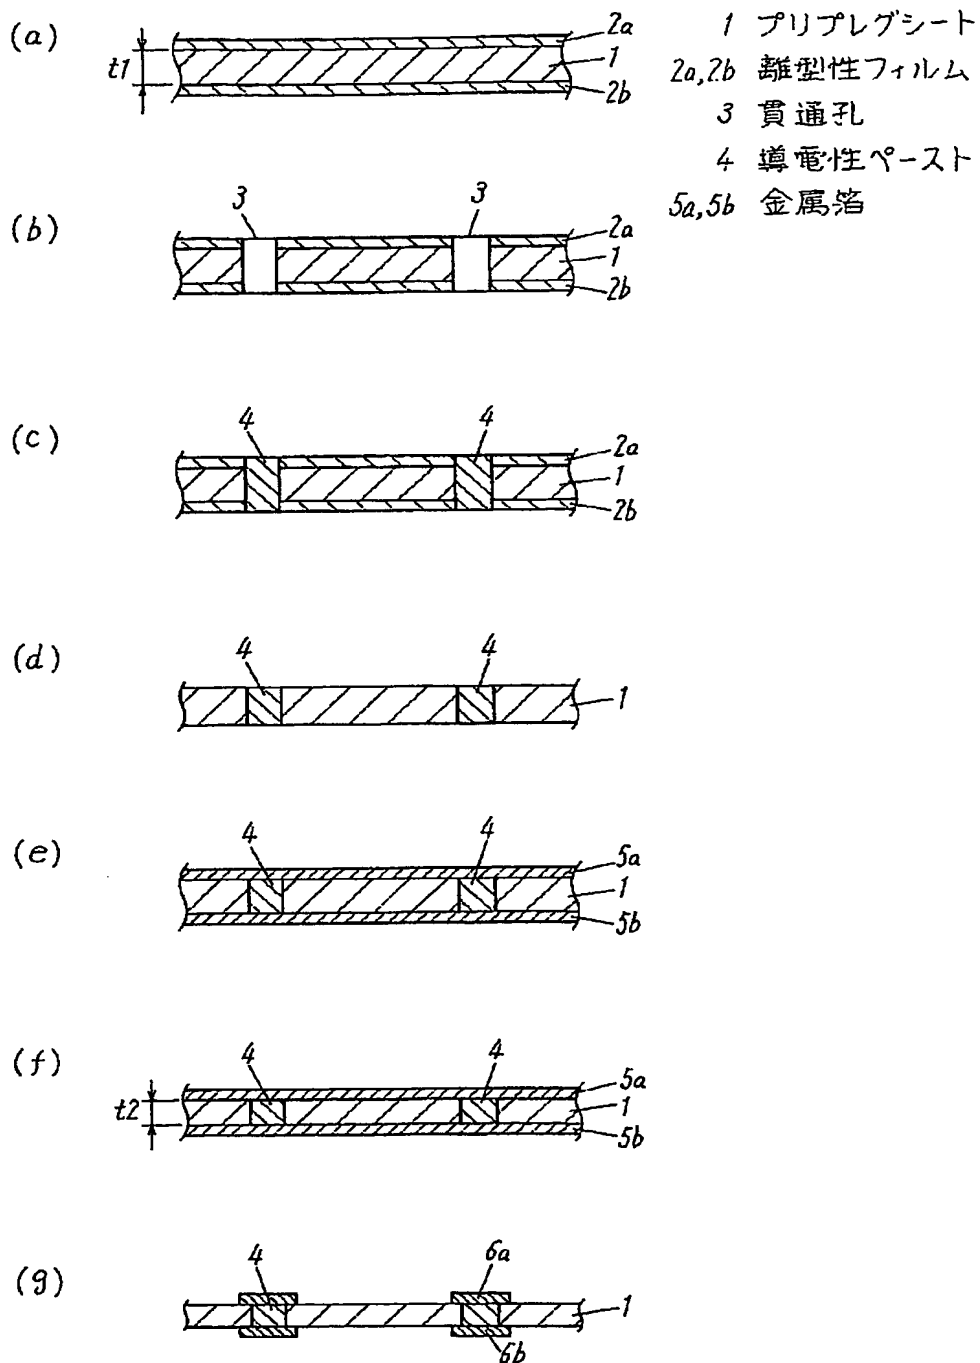 (a)
2a
t1
1
2b
1 プリプレグシート
2a,2b 離型性フィルム
3 貫通孔
4 導電性ペースト
5a,5b 金属箔
(b)
3 3
2a
1
2b
(c)
4 4
2a
1
2b
(d)
4 4
1
(e)
4 4
5a
1
5b
(f)
4 4
5a
t2
1
5b
(g)
4 6a
1
6b